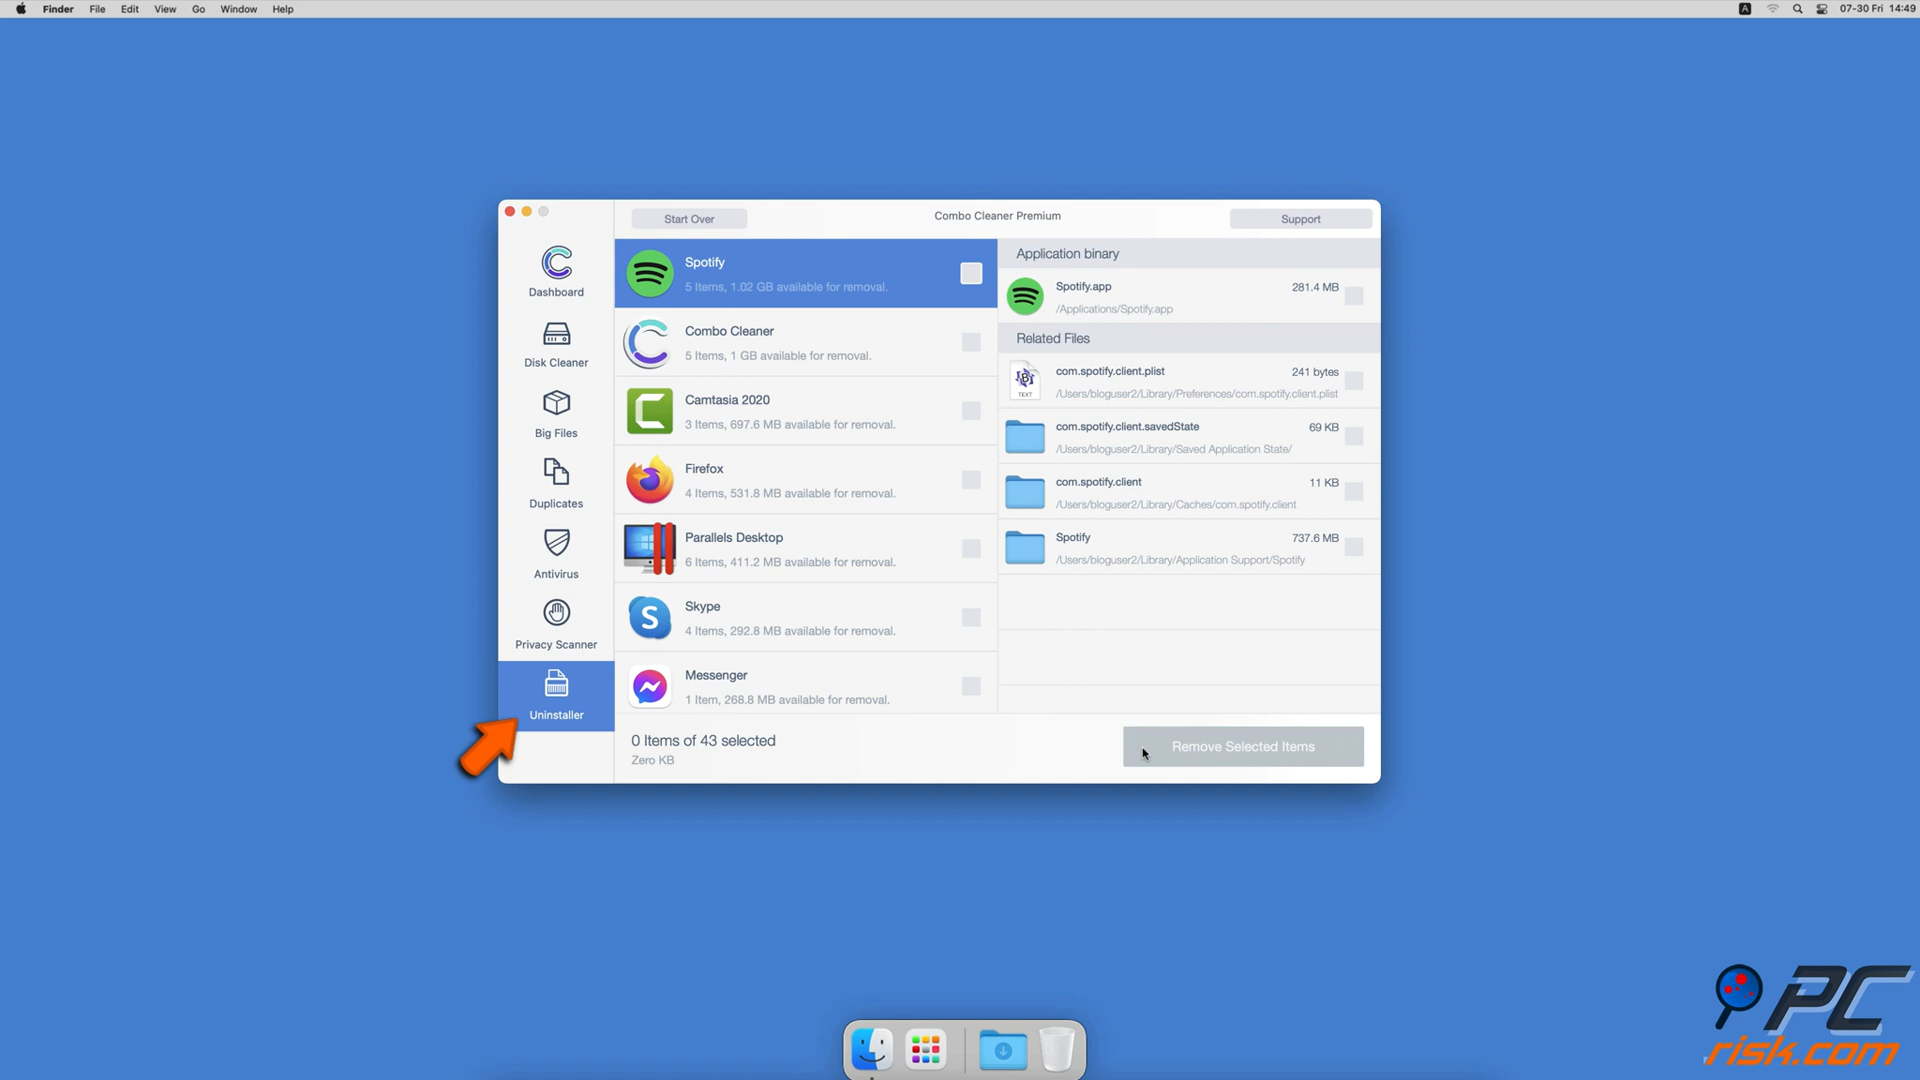 Finder File Edit View Go Window Help
A 07-30 Fri 14:49
Start Over
Combo Cleaner Premium
Support
Dashboard
Disk Cleaner
Big Files
Duplicates
Antivirus
Privacy Scanner
Uninstaller
Spotify
5 Items, 1.02 GB available for removal.
Combo Cleaner
5 Items, 1 GB available for removal.
Camtasia 2020
3 Items, 697.6 MB available for removal.
Firefox
4 Items, 531.8 MB available for removal.
Parallels Desktop
6 Items, 411.2 MB available for removal.
Skype
4 Items, 292.8 MB available for removal.
Messenger
1 Item, 268.8 MB available for removal.
Application binary
Spotify.app 281.4 MB
/Applications/Spotify.app
Related Files
com.spotify.client.plist 241 bytes
/Users/bloguser2/Library/Preferences/com.spotify.client.plist
TEXT
com.spotify.client.savedState 69 KB
/Users/bloguser2/Library/Saved Application State/
com.spotify.client 11 KB
/Users/bloguser2/Library/Caches/com.spotify.client
Spotify 737.6 MB
/Users/bloguser2/Library/Application Support/Spotify
0 Items of 43 selected
Zero KB
Remove Selected Items
PC
risk.com